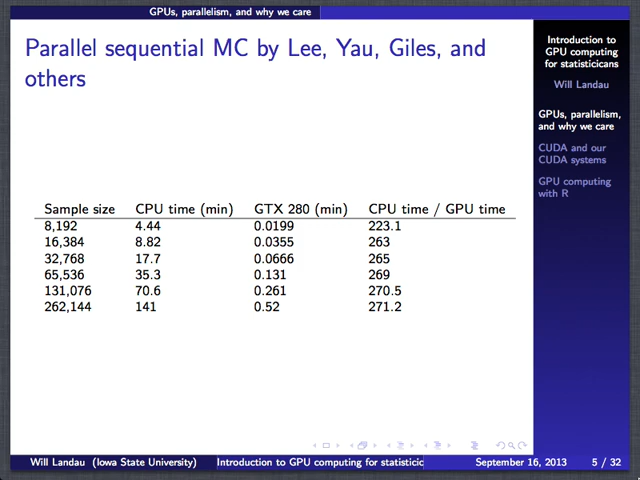 GPUs, parallelism, and why we care
Parallel sequential MC by Lee, Yau, Giles, and
others
Sample size CPU time (min) GTX 280 (min) CPU time / GPU time
8,192 4.44 0.0199 223.1
16,384 8.82 0.0355 263
32,768 17.7 0.0666 265
65,536 35.3 0.131 269
131,076 70.6 0.261 270.5
262,144 141 0.52 271.2
Introduction to
GPU computing
for statisticicans
Will Landau
GPUs, parallelism,
and why we care
CUDA and our
CUDA systems
GPU computing
with R
Will Landau (Iowa State University) Introduction to GPU computing for statisticic September 16, 2013 5 / 32